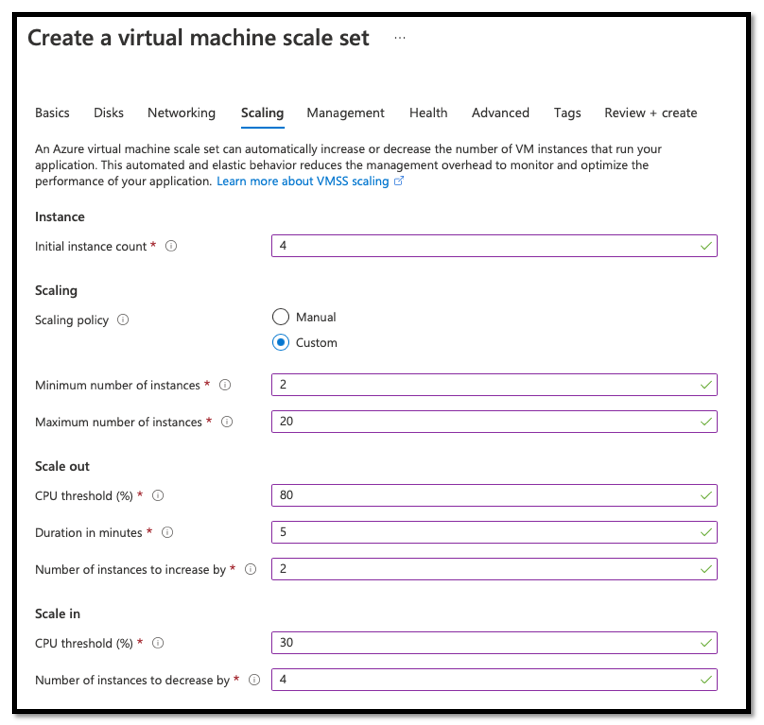 Create a virtual machine scale set ...
Basics Disks Networking Scaling Management Health Advanced Tags Review + create
An Azure virtual machine scale set can automatically increase or decrease the number of VM instances that run your
application. This automated and elastic behavior reduces the management overhead to monitor and optimize the
performance of your application. Learn more about VMSS scaling
Instance
Initial instance count * 4
Scaling
Scaling policy Manual
Custom
Minimum number of instances * 2
Maximum number of instances * 20
Scale out
CPU threshold (%) * 80
Duration in minutes * 5
Number of instances to increase by * 2
Scale in
CPU threshold (%) * 30
Number of instances to decrease by * 4